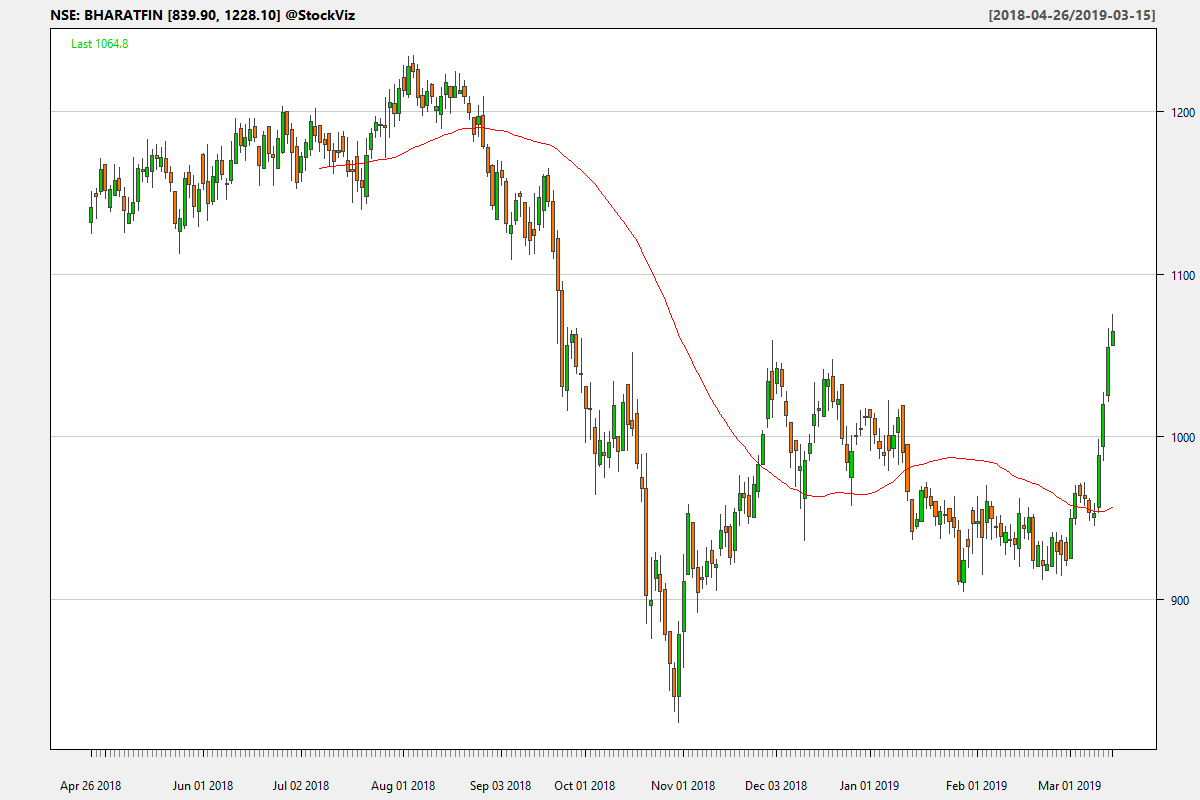 NSE: BHARATFIN [839.90, 1228.10] @StockViz
[2018-04-26/2019-03-15]
Last 1064.8
1200
1100
1000
900
Apr 26 2018 Jun 01 2018 Jul 02 2018 Aug 01 2018 Sep 03 2018 Oct 01 2018 Nov 01 2018 Dec 03 2018 Jan 01 2019 Feb 01 2019 Mar 01 2019